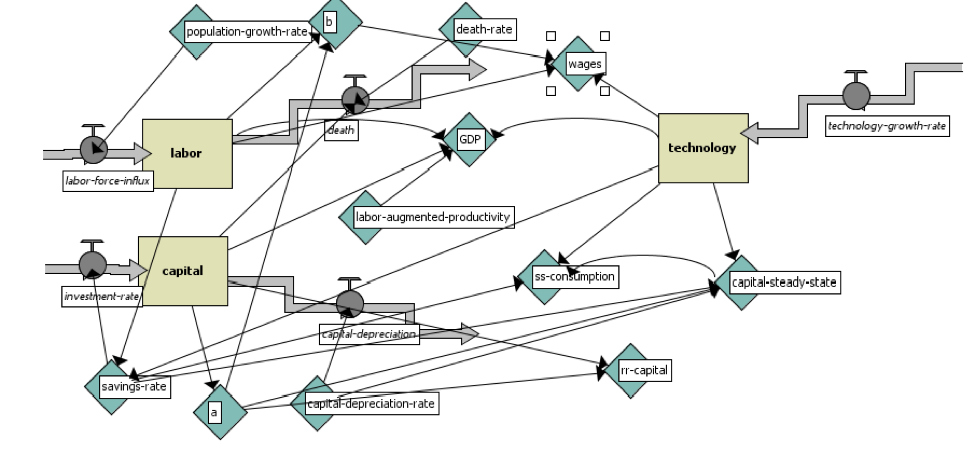 b
death-rate
population-growth-rate
wages
technology-growth-rate
death
GDP
labor
technology
labor-force-influx
labor-augmented-productivity
capital
ss-consumption
capital-steady-state
investment-rate
capital-depreciation
rr-capital
savings-rate
capital-depreciation-rate
a